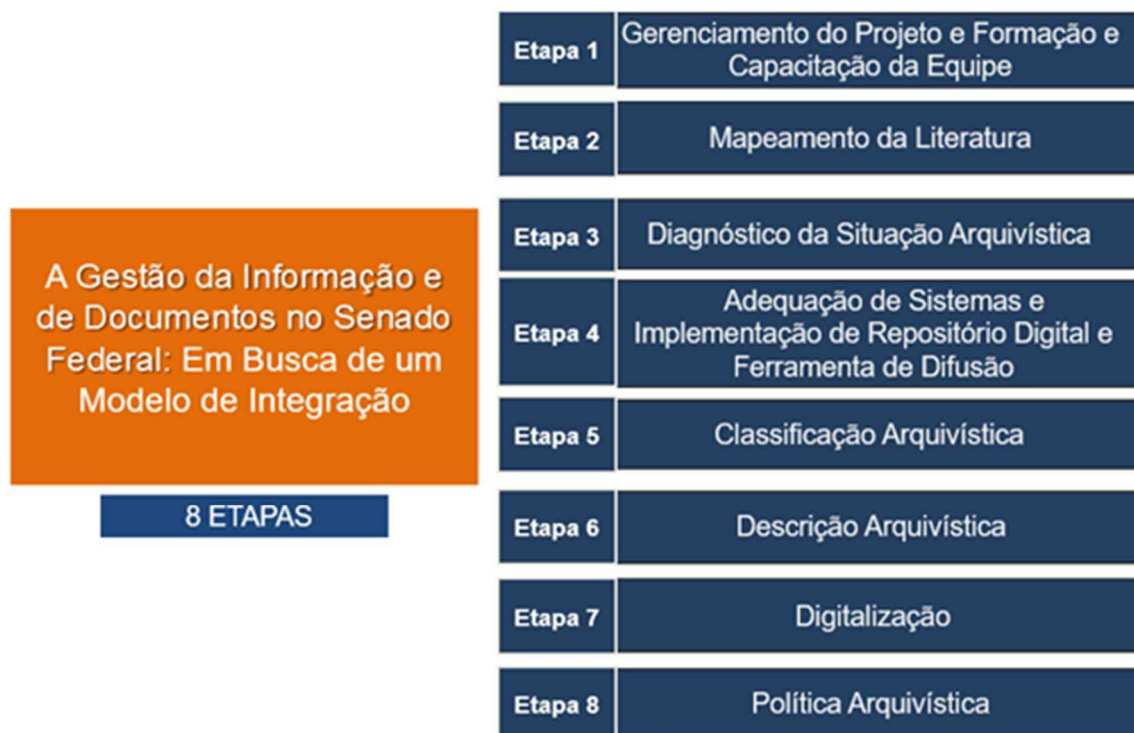 A Gestão da Informação e
de Documentos no Senado
Federal: Em Busca de um
Modelo de Integração
8 ETAPAS
Etapa 1
Gerenciamento do Projeto e Formação e
Capacitação da Equipe
Etapa 2
Mapeamento da Literatura
Etapa 3
Diagnóstico da Situação Arquivística
Etapa 4
Adequação de Sistemas e
Implementação de Repositório Digital e
Ferramenta de Difusão
Etapa 5
Classificação Arquivística
Etapa 6
Descrição Arquivística
Etapa 7
Digitalização
Etapa 8
Política Arquivística